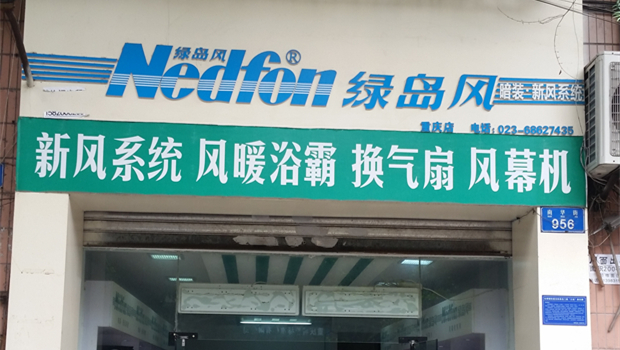 绿岛风
Nedfon® 绿岛风 暗装·新风系统
重庆店 电话:023-68627435
新风系统 风暖浴霸 换气扇 风幕机
956
Nedfon